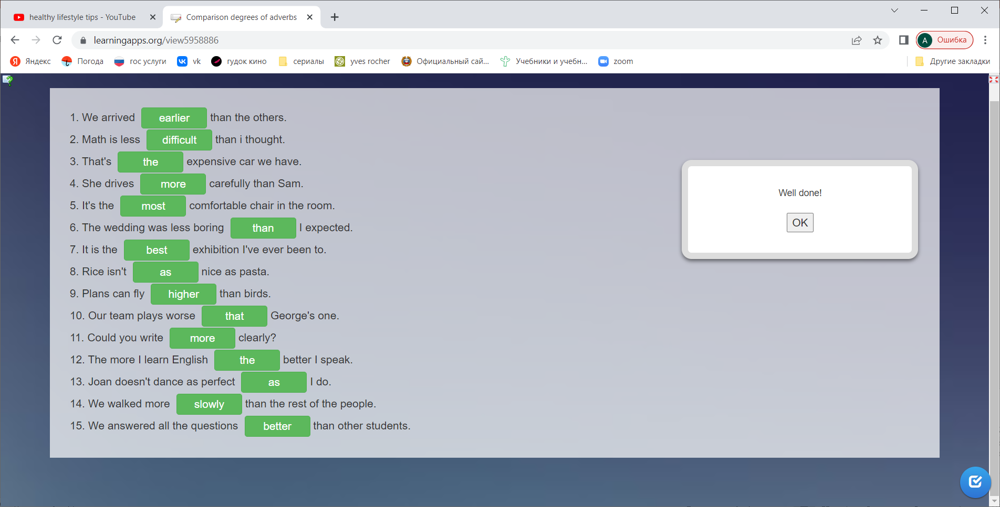 healthy lifestyle tips - YouTube
Comparison degrees of adverbs
learningapps.org/view5958886
A Ошибка
Яндекс Погода гос услуги vk гудок кино сериалы yves rocher Официальный сай... Учебники и учебн... zoom Другие закладки
1. We arrived earlier than the others.
2. Math is less difficult than i thought.
3. That's the expensive car we have.
4. She drives more carefully than Sam.
5. It's the most comfortable chair in the room.
6. The wedding was less boring than I expected.
7. It is the best exhibition I've ever been to.
8. Rice isn't as nice as pasta.
9. Plans can fly higher than birds.
10. Our team plays worse that George's one.
11. Could you write more clearly?
12. The more I learn English the better I speak.
13. Joan doesn't dance as perfect as I do.
14. We walked more slowly than the rest of the people.
15. We answered all the questions better than other students.
Well done!
OK